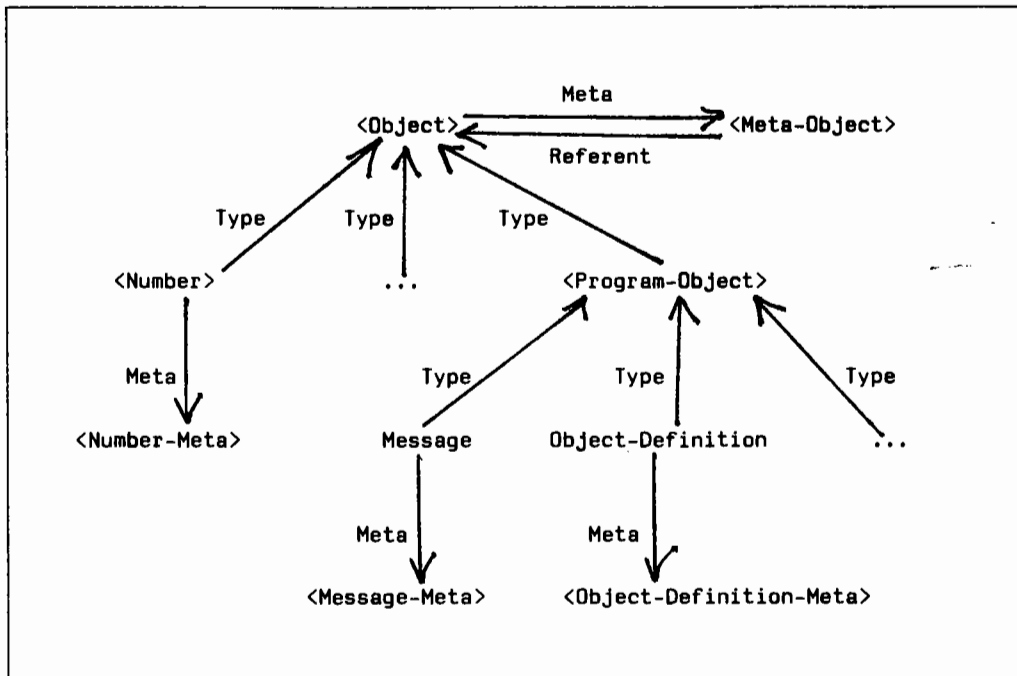 Meta
<Object> <Meta-Object>
Referent
Type Type Type
<Number> ... <Program-Object>
Meta Type Type Type
<Number-Meta> Message Object-Definition ...
Meta Meta
<Message-Meta> <Object-Definition-Meta>